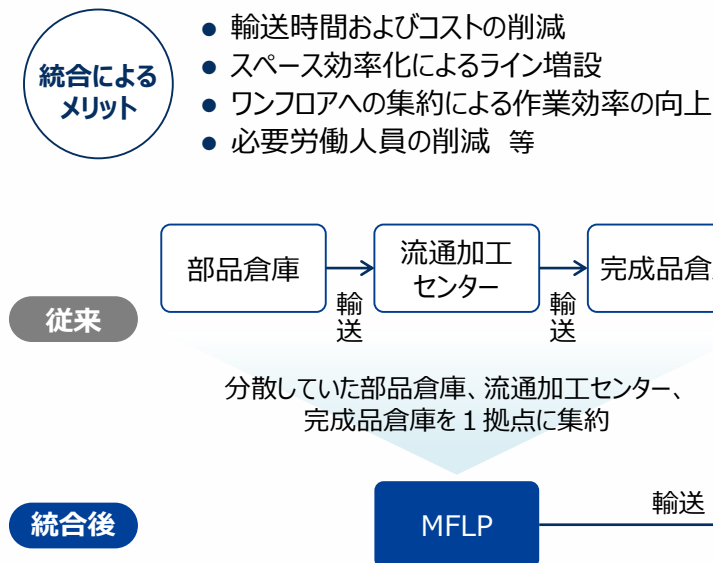 統合による
メリット
● 輸送時間およびコストの削減
● スペース効率化によるライン増設
● ワンフロアへの集約による作業効率の向上
● 必要労働人員の削減 等
部品倉庫
流通加工
センター
完成品倉
輸送
輸送
従来
分散していた部品倉庫、流通加工センター、
完成品倉庫を１拠点に集約
統合後
MFLP
輸送